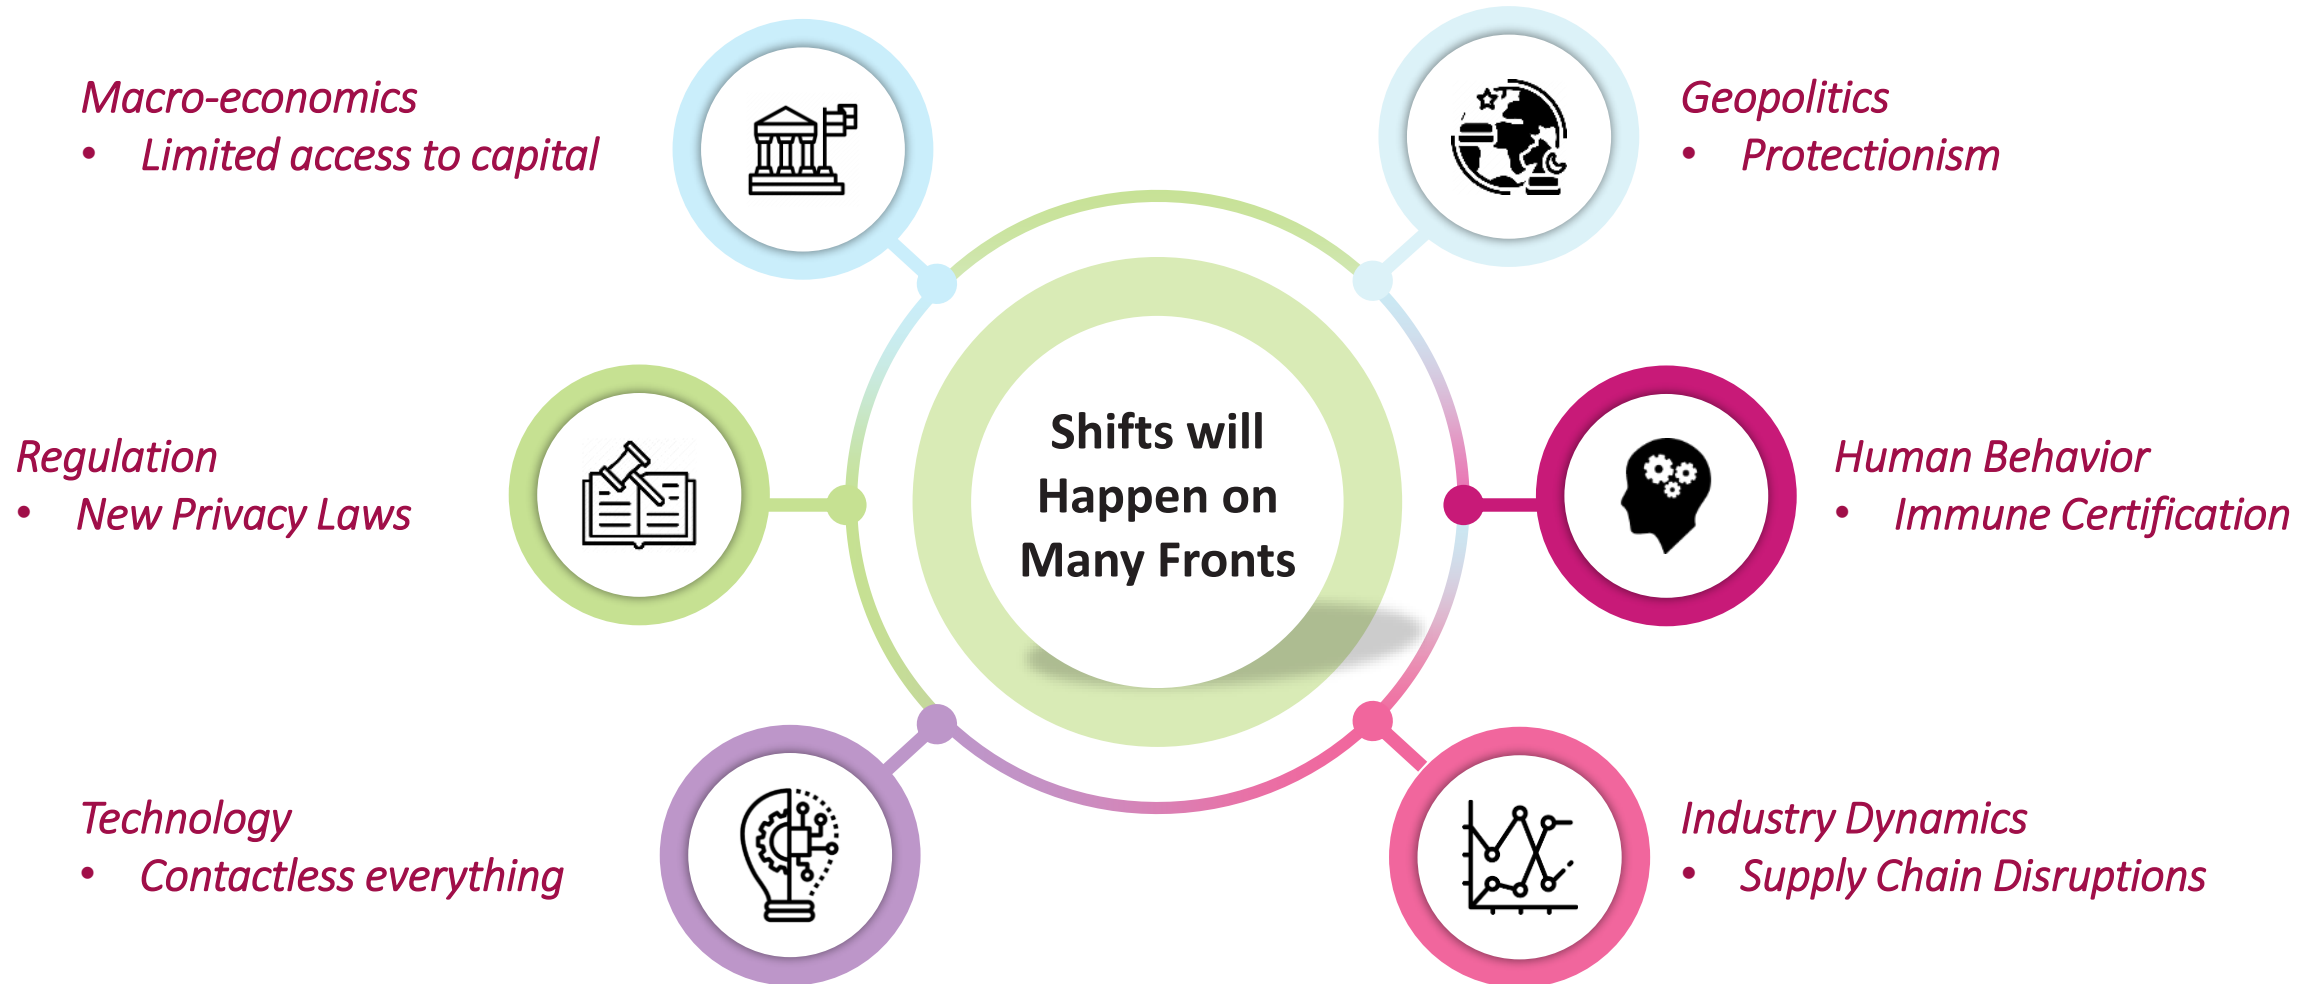 Macro-economics
• Limited access to capital
Geopolitics
• Protectionism
Regulation
• New Privacy Laws
Shifts will
Happen on
Many Fronts
Human Behavior
• Immune Certification
Technology
• Contactless everything
Industry Dynamics
• Supply Chain Disruptions